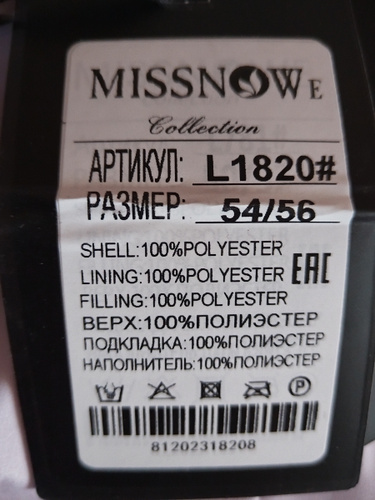 MISSNOWE
Collection
АРТИКУЛ: L1820#
РАЗМЕР: 54/56
SHELL:100%POLYESTER
LINING:100%POLYESTER EAC
FILLING:100%POLYESTER
ВЕРХ:100%ПОЛИЭСТЕР
ПОДКЛАДКА:100%ПОЛИЭСТЕР
НАПОЛНИТЕЛЬ:100%ПОЛИЭСТЕР
P
81202318208